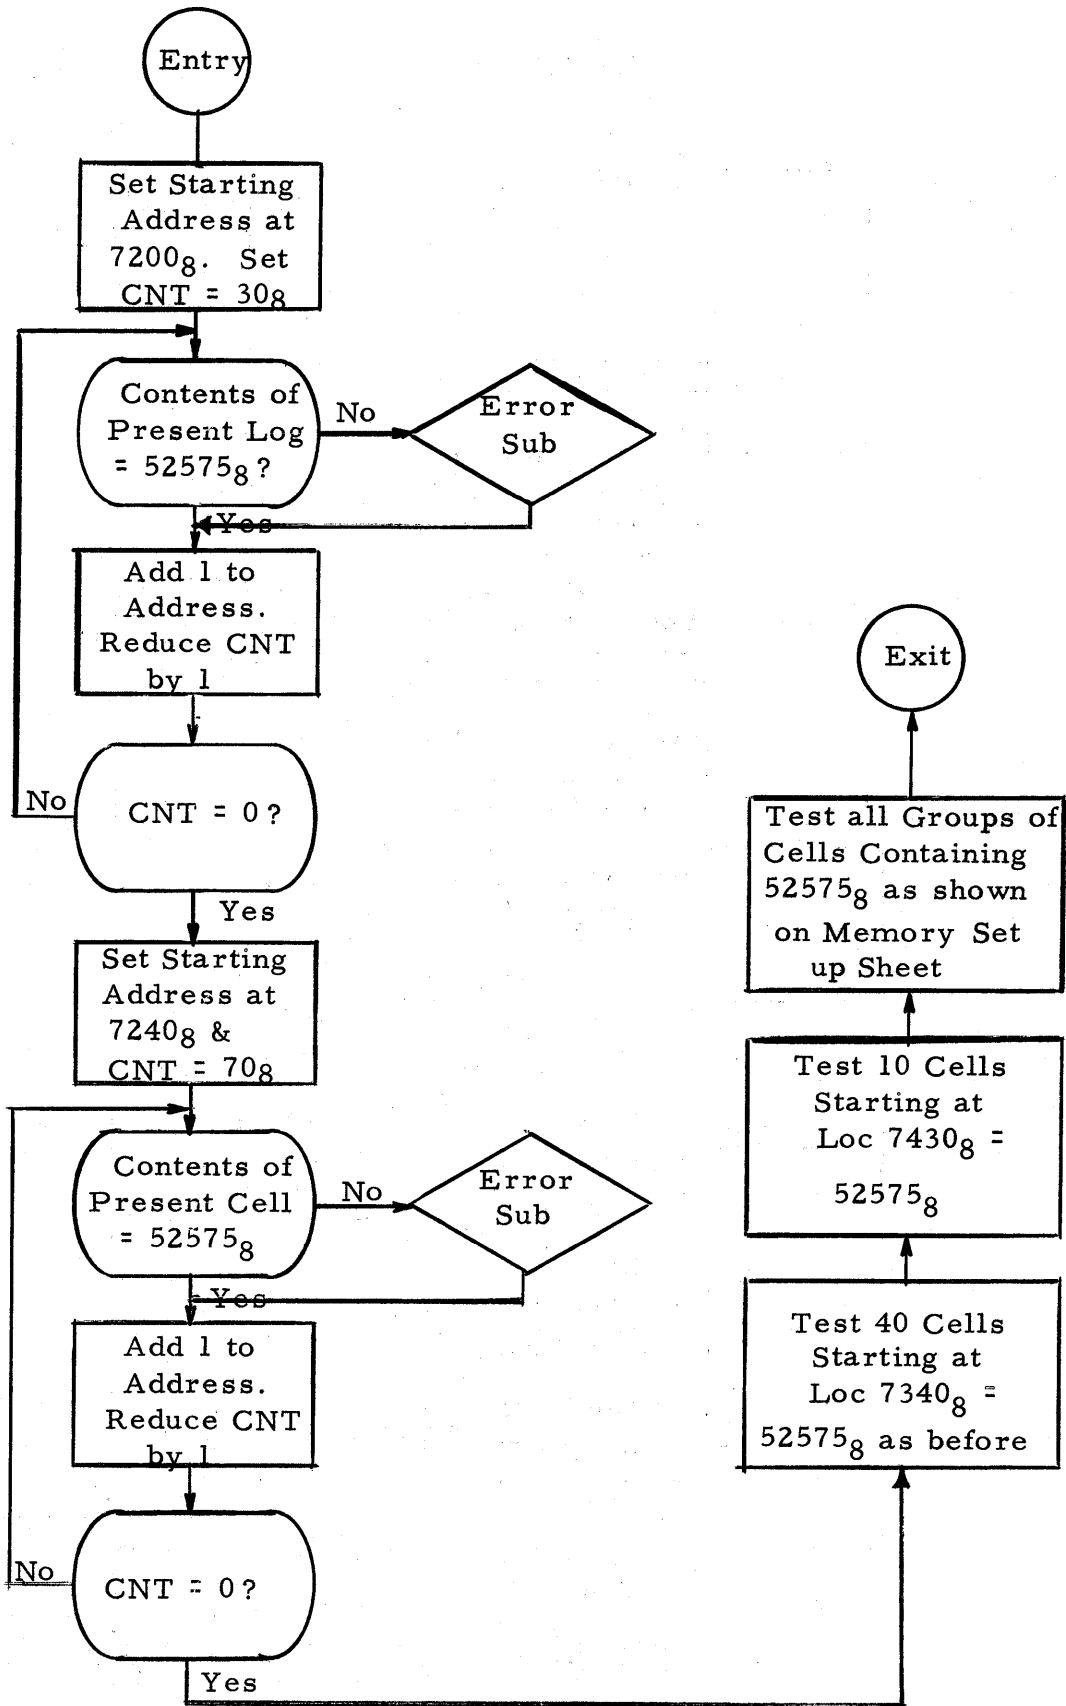 Entry
Set Starting
Address at
7200₈. Set
CNT = 30₈
Contents of
Present Log
= 52575₈?
No
Error
Sub
Yes
Add 1 to
Address.
Reduce CNT
by 1
CNT = 0?
No
Yes
Set Starting
Address at
7240₈ &
CNT = 70₈
Contents of
Present Cell
= 52575₈
No
Error
Sub
Yes
Add 1 to
Address.
Reduce CNT
by 1
CNT = 0?
No
Yes
Test 40 Cells
Starting at
Loc 7340₈ =
52575₈ as before
Test 10 Cells
Starting at
Loc 7430₈ =
52575₈
Test all Groups of
Cells Containing
52575₈ as shown
on Memory Set
up Sheet
Exit